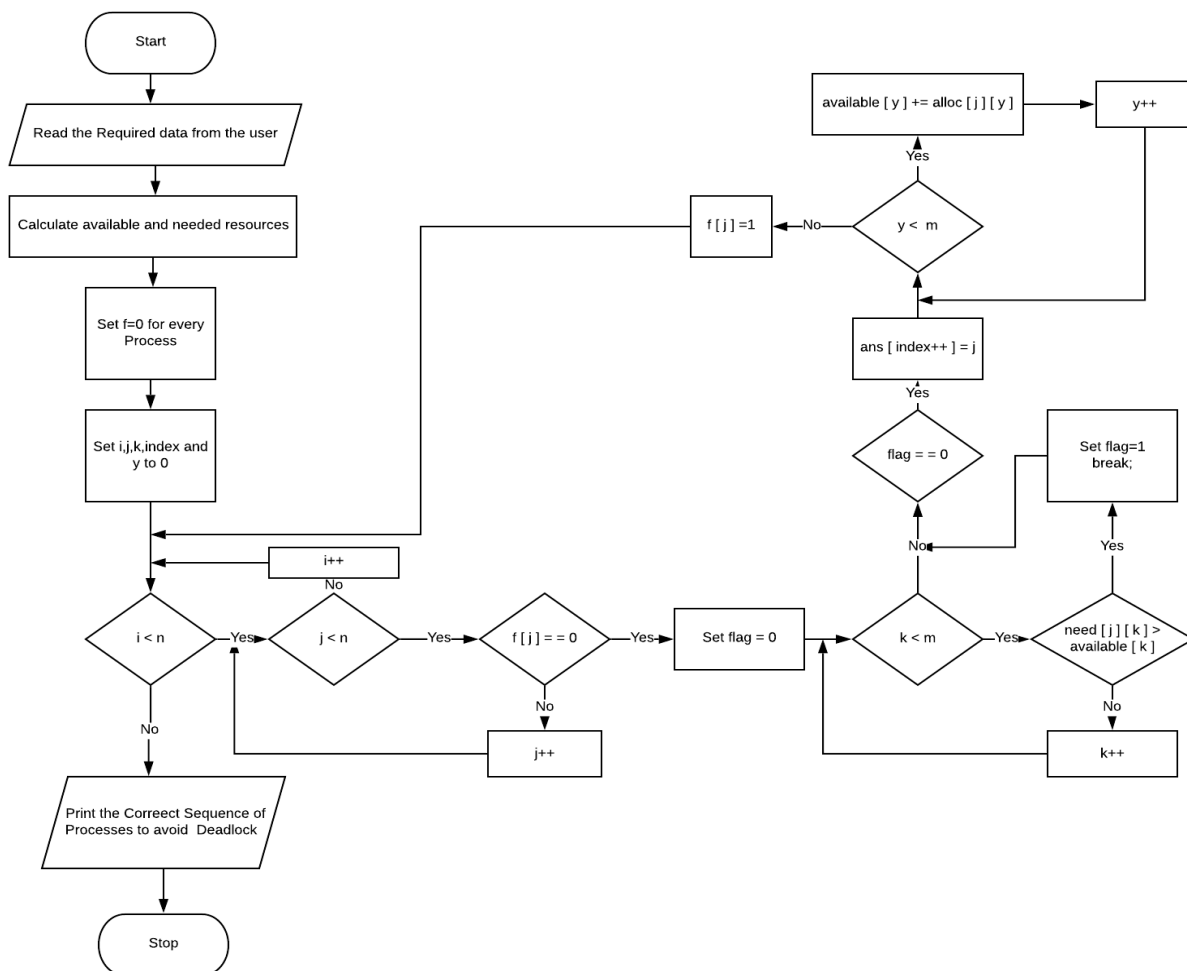 Start
Read the Required data from the user
Calculate available and needed resources
Set f=0 for every
Process
Set i,j,k,index and
y to 0
i++
No
i < n
Yes
j < n
Yes
f [ j ] = = 0
Yes
Set flag = 0
k < m
Yes
need [ j ] [ k ] >
available [ k ]
No
j++
No
k++
No
Yes
Set flag=1
break;
flag = = 0
Yes
ans [ index++ ] = j
y < m
No
f [ j ] =1
Yes
available [ y ] += alloc [ j ] [ y ]
y++
No
Print the Correect Sequence of
Processes to avoid Deadlock
Stop